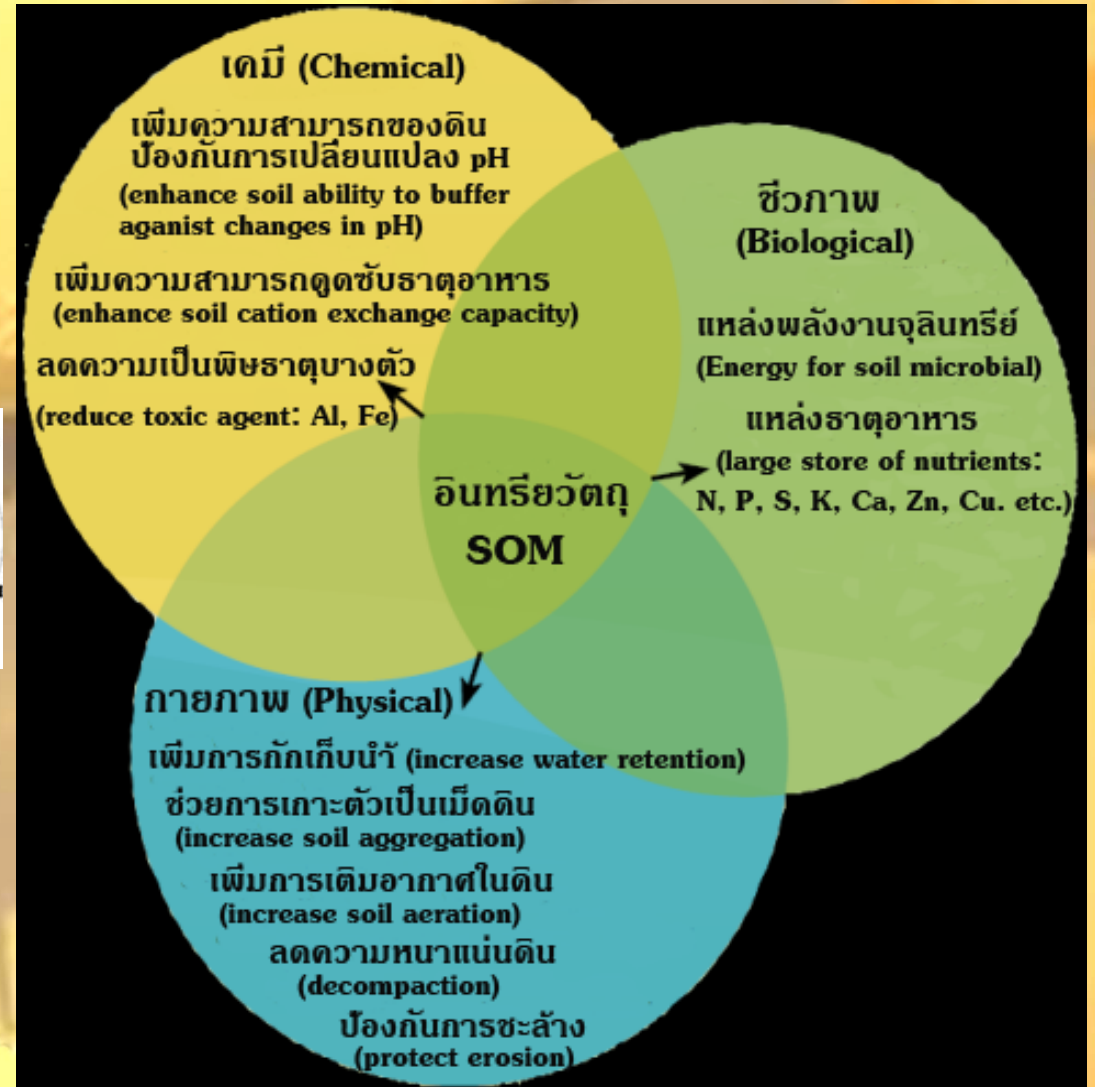 เคมี (Chemical)
เพิ่มความสามารถของดิน
ป้องกันการเปลี่ยนแปลง pH
(enhance soil ability to buffer
aganist changes in pH)
เพิ่มความสามารถดูดซับธาตุอาหาร
(enhance soil cation exchange capacity)
ลดความเป็นพิษธาตุบางตัว
(reduce toxic agent: Al, Fe)
ชีวภาพ
(Biological)
แหล่งพลังงานจุลินทรีย์
(Energy for soil microbial)
แหล่งธาตุอาหาร
(large store of nutrients:
N, P, S, K, Ca, Zn, Cu. etc.)
อินทรียวัตถุ
SOM
กายภาพ (Physical)
เพิ่มการกักเก็บนํ้า (increase water retention)
ช่วยการเกาะตัวเป็นเม็ดดิน
(increase soil aggregation)
เพิ่มการเติมอากาศในดิน
(increase soil aeration)
ลดความหนาแน่นดิน
(decompaction)
ป้องกันการชะล้าง
(protect erosion)